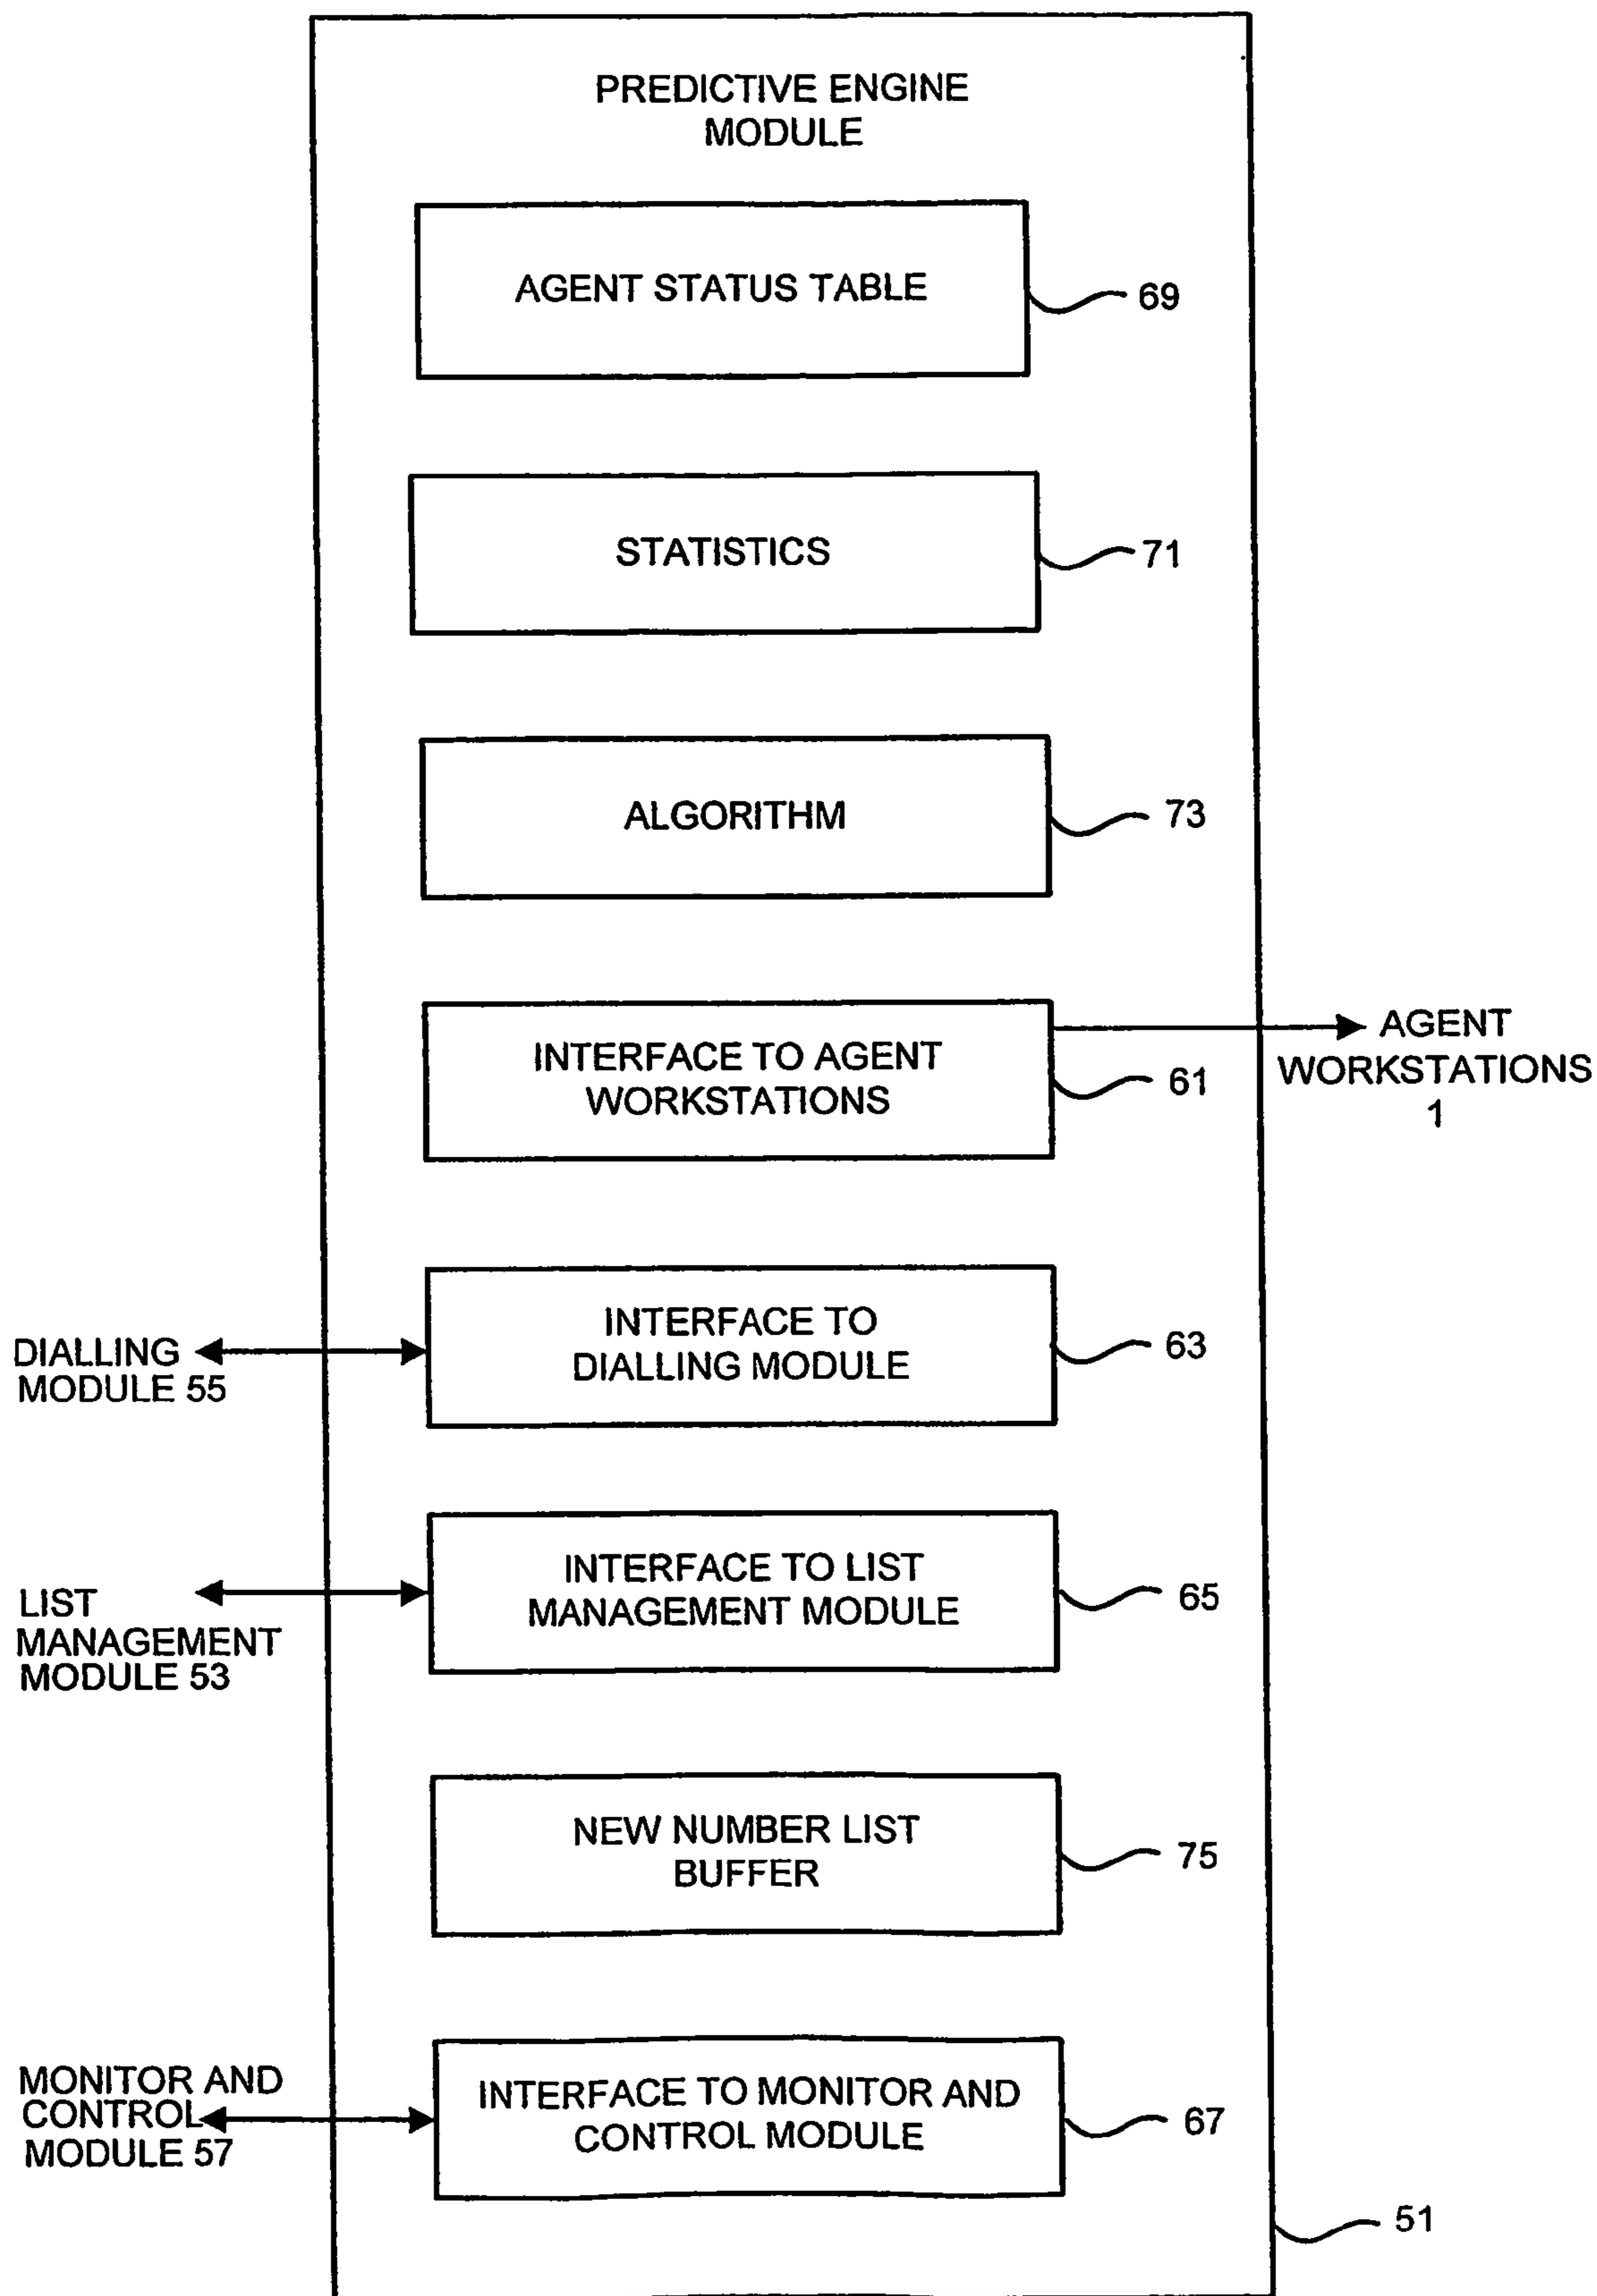 PREDICTIVE ENGINE
MODULE
AGENT STATUS TABLE
69
STATISTICS
71
ALGORITHM
73
INTERFACE TO AGENT
WORKSTATIONS
61
AGENT
WORKSTATIONS
1
INTERFACE TO
DIALLING MODULE
63
DIALLING
MODULE 55
INTERFACE TO LIST
MANAGEMENT MODULE
65
LIST
MANAGEMENT
MODULE 53
NEW NUMBER LIST
BUFFER
75
MONITOR AND
CONTROL
MODULE 57
INTERFACE TO MONITOR AND
CONTROL MODULE
67
51